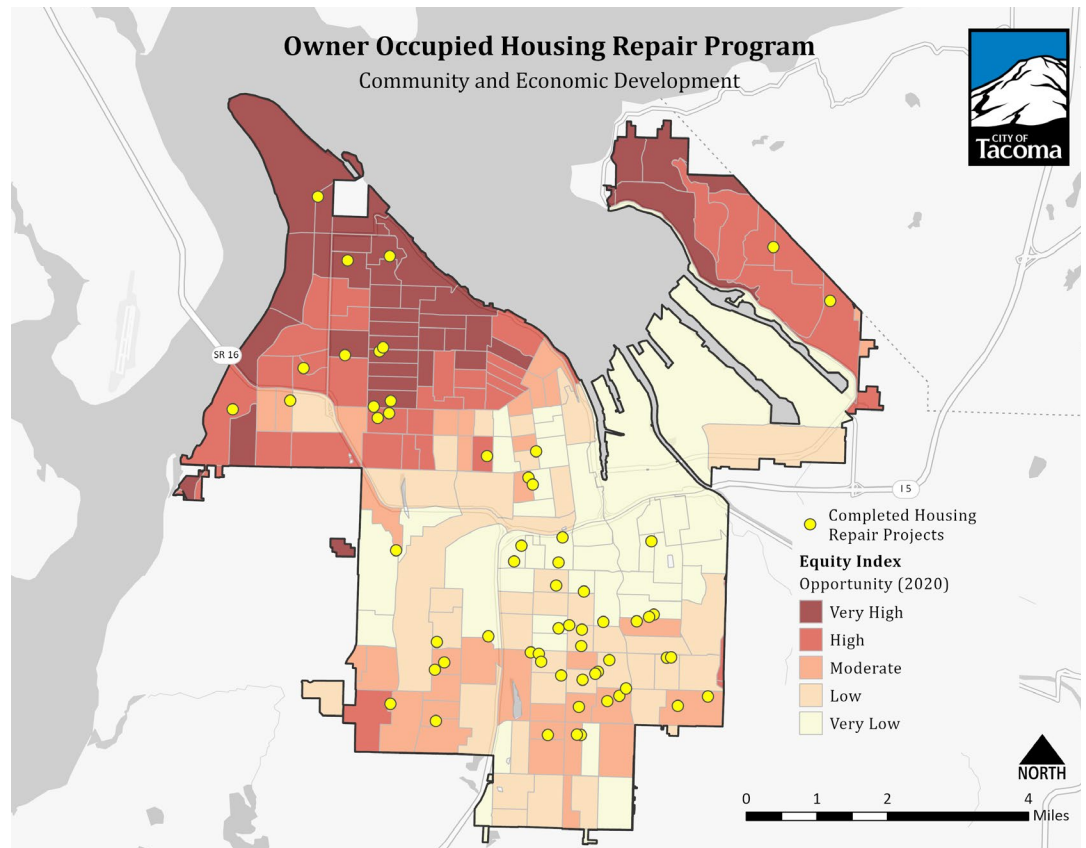 Owner Occupied Housing Repair Program
Community and Economic Development
CITY OF
Tacoma
SR 16
I 5
Completed Housing
Repair Projects
Equity Index
Opportunity (2020)
Very High
High
Moderate
Low
Very Low
NORTH
0 1 2 4
Miles